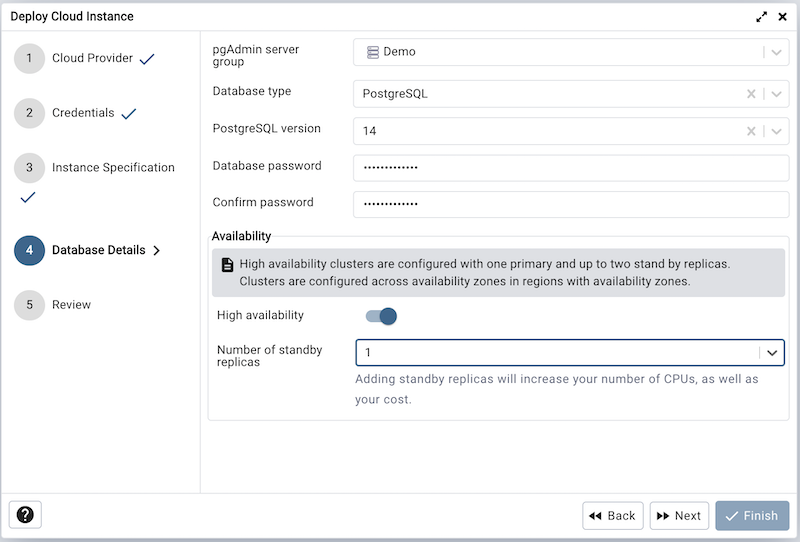 Deploy Cloud Instance
1 Cloud Provider
2 Credentials
3 Instance Specification
4 Database Details
5 Review
pgAdmin server
group
Demo
Database type
PostgreSQL
PostgreSQL version
14
Database password
•••••••••••••
Confirm password
•••••••••••••
Availability
High availability clusters are configured with one primary and up to two stand by replicas.
Clusters are configured across availability zones in regions with availability zones.
High availability
Number of standby
replicas
1
Adding standby replicas will increase your number of CPUs, as well as
your cost.
?
Back
Next
Finish